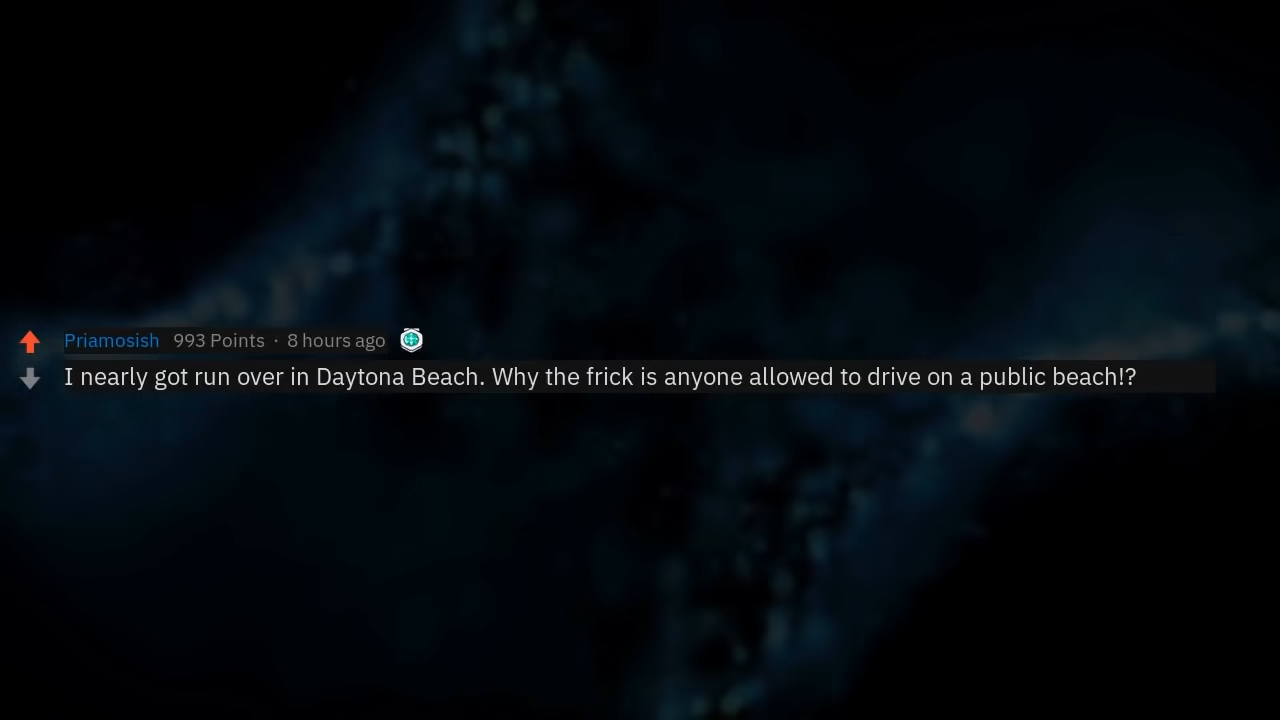 Priamosish 993 Points · 8 hours ago
I nearly got run over in Daytona Beach. Why the frick is anyone allowed to drive on a public beach!?